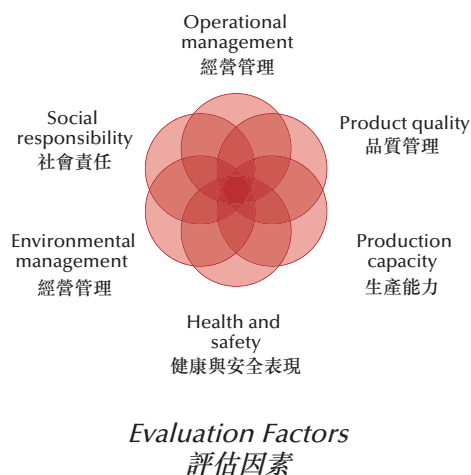 Operational
management
經營管理
Social
responsibility
社會責任
Product quality
品質管理
Environmental
management
經營管理
Production
capacity
生產能力
Health and
safety
健康與安全表現
Evaluation Factors
評估因素